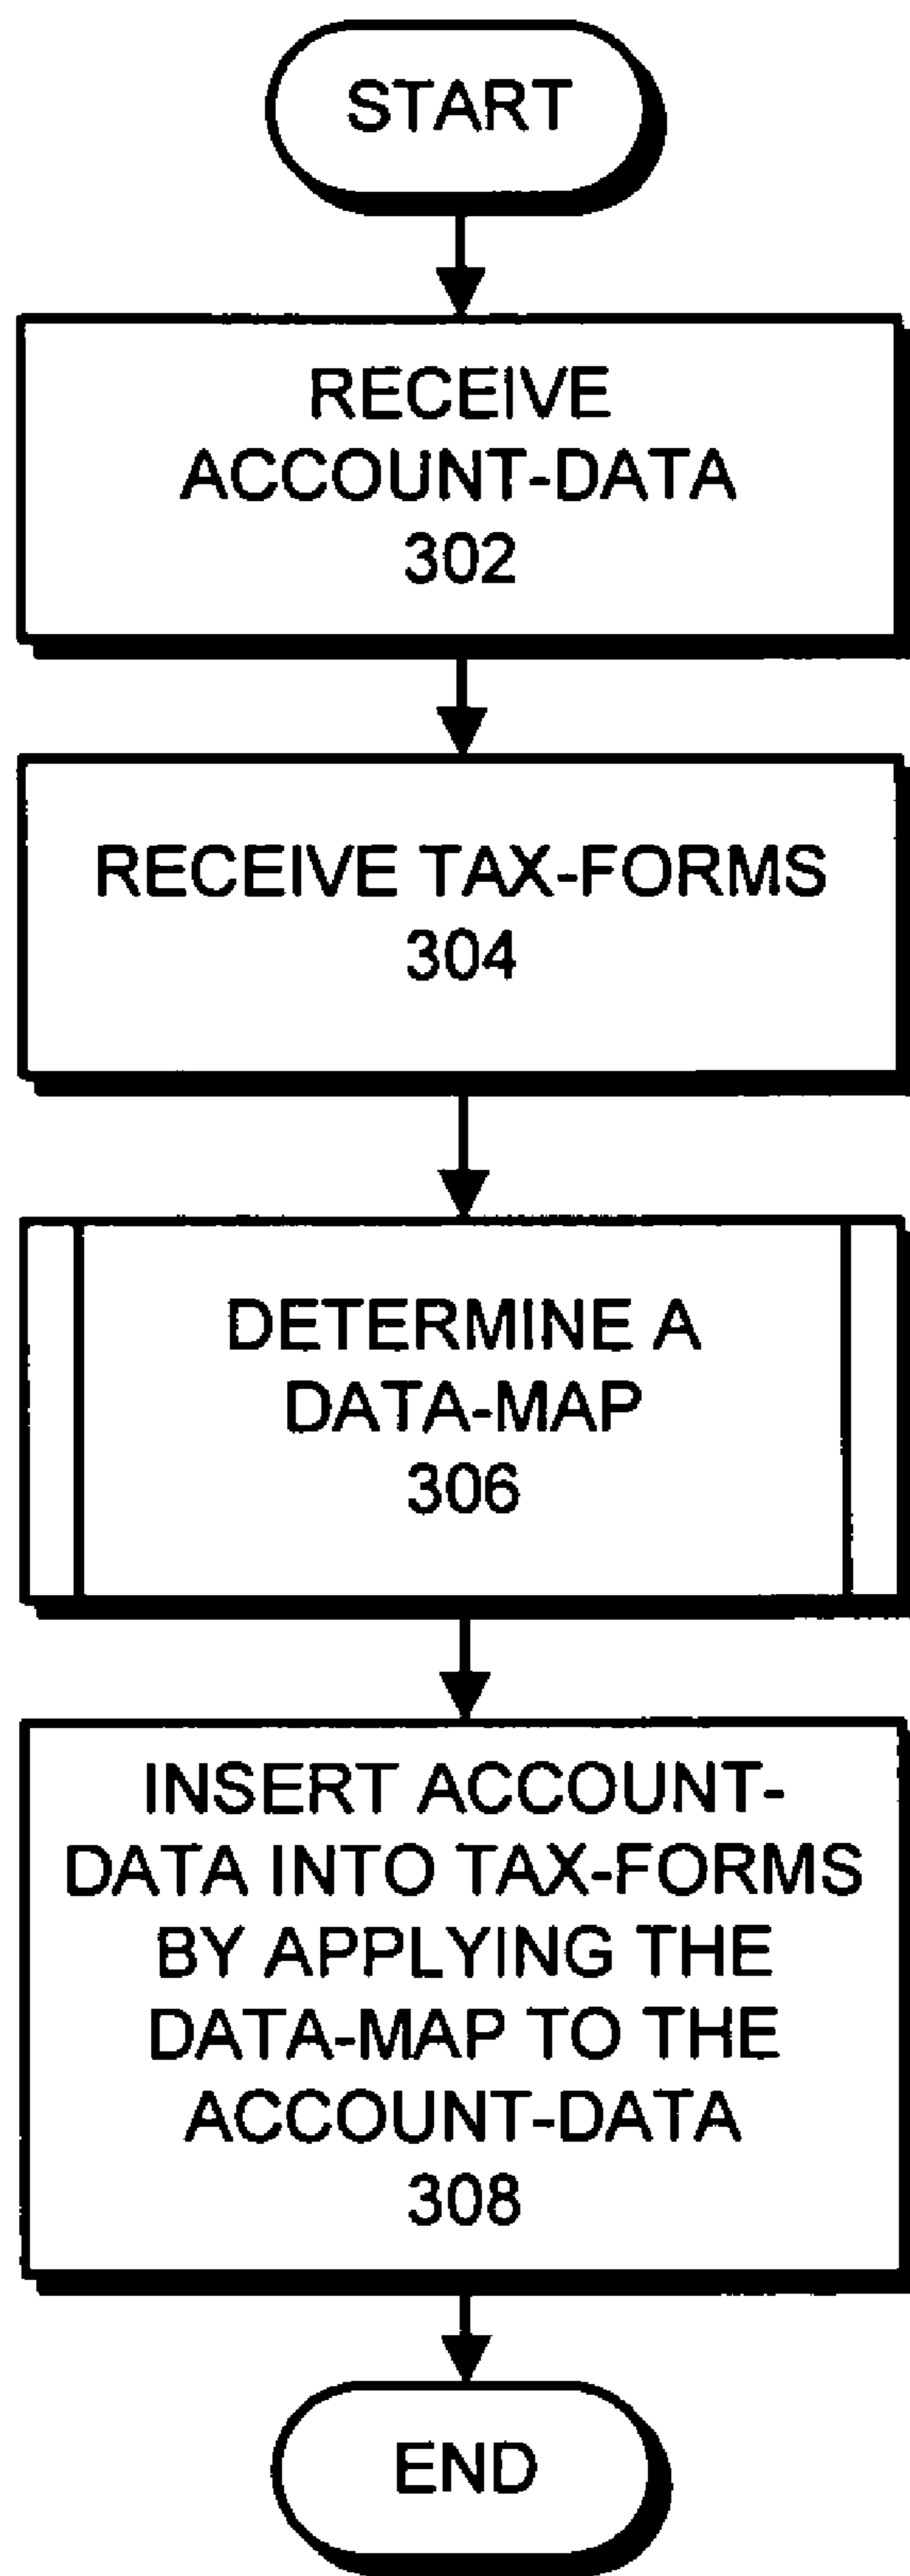 START
RECEIVE
ACCOUNT-DATA
302
RECEIVE TAX-FORMS
304
DETERMINE A
DATA-MAP
306
INSERT ACCOUNT-
DATA INTO TAX-FORMS
BY APPLYING THE
DATA-MAP TO THE
ACCOUNT-DATA
308
END